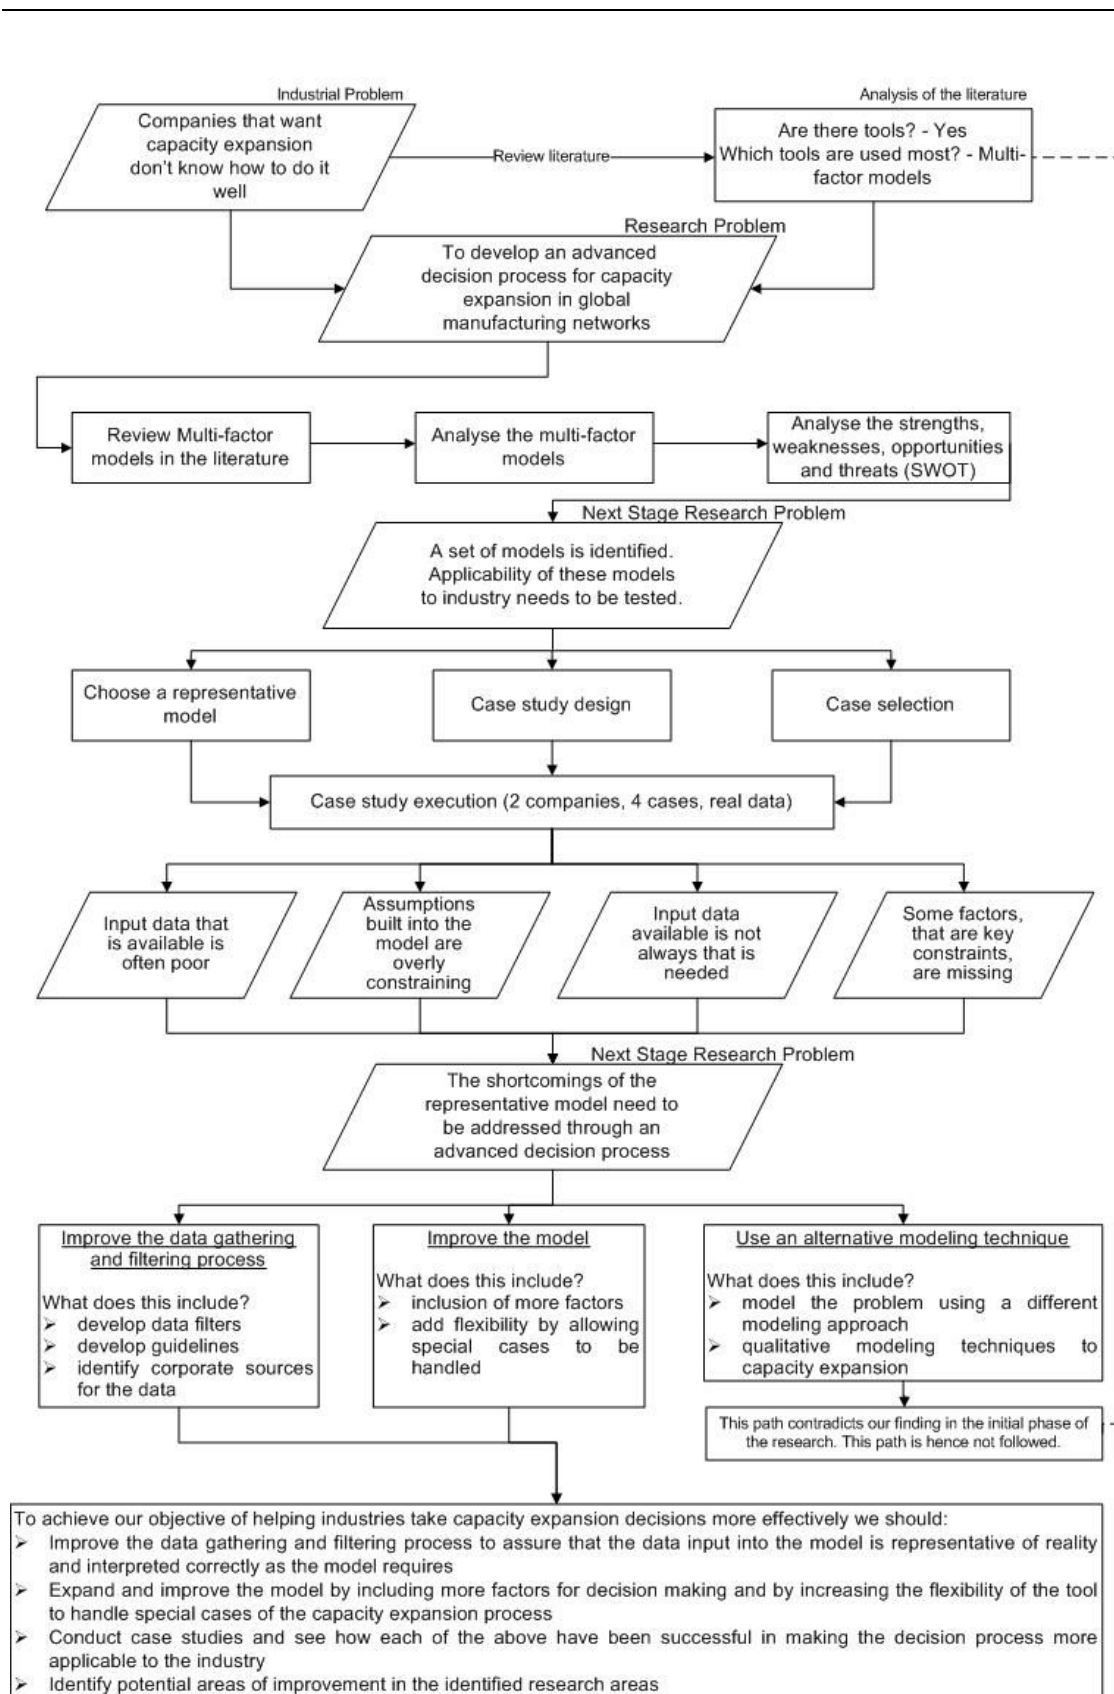 Industrial Problem
Companies that want
capacity expansion
don't know how to do it
well
Review literature
Analysis of the literature
Are there tools? - Yes
Which tools are used most? - Multi-
factor models
Research Problem
To develop an advanced
decision process for capacity
expansion in global
manufacturing networks
Review Multi-factor
models in the literature
Analyse the multi-factor
models
Analyse the strengths,
weaknesses, opportunities
and threats (SWOT)
Next Stage Research Problem
A set of models is identified.
Applicability of these models
to industry needs to be tested.
Choose a representative
model
Case study design
Case selection
Case study execution (2 companies, 4 cases, real data)
Input data that
is available is
often poor
Assumptions
built into the
model are
overly
constraining
Input data
available is not
always that is
needed
Some factors,
that are key
constraints,
are missing
Next Stage Research Problem
The shortcomings of the
representative model need to
be addressed through an
advanced decision process
Improve the data gathering
and filtering process
What does this include?
➢ develop data filters
➢ develop guidelines
➢ identify corporate sources
for the data
Improve the model
What does this include?
➢ inclusion of more factors
➢ add flexibility by allowing
special cases to be
handled
Use an alternative modeling technique
What does this include?
➢ model the problem using a different
modeling approach
➢ qualitative modeling techniques to
capacity expansion
This path contradicts our finding in the initial phase of
the research. This path is hence not followed.
To achieve our objective of helping industries take capacity expansion decisions more effectively we should:
➢ Improve the data gathering and filtering process to assure that the data input into the model is representative of reality
and interpreted correctly as the model requires
➢ Expand and improve the model by including more factors for decision making and by increasing the flexibility of the tool
to handle special cases of the capacity expansion process
➢ Conduct case studies and see how each of the above have been successful in making the decision process more
applicable to the industry
➢ Identify potential areas of improvement in the identified research areas